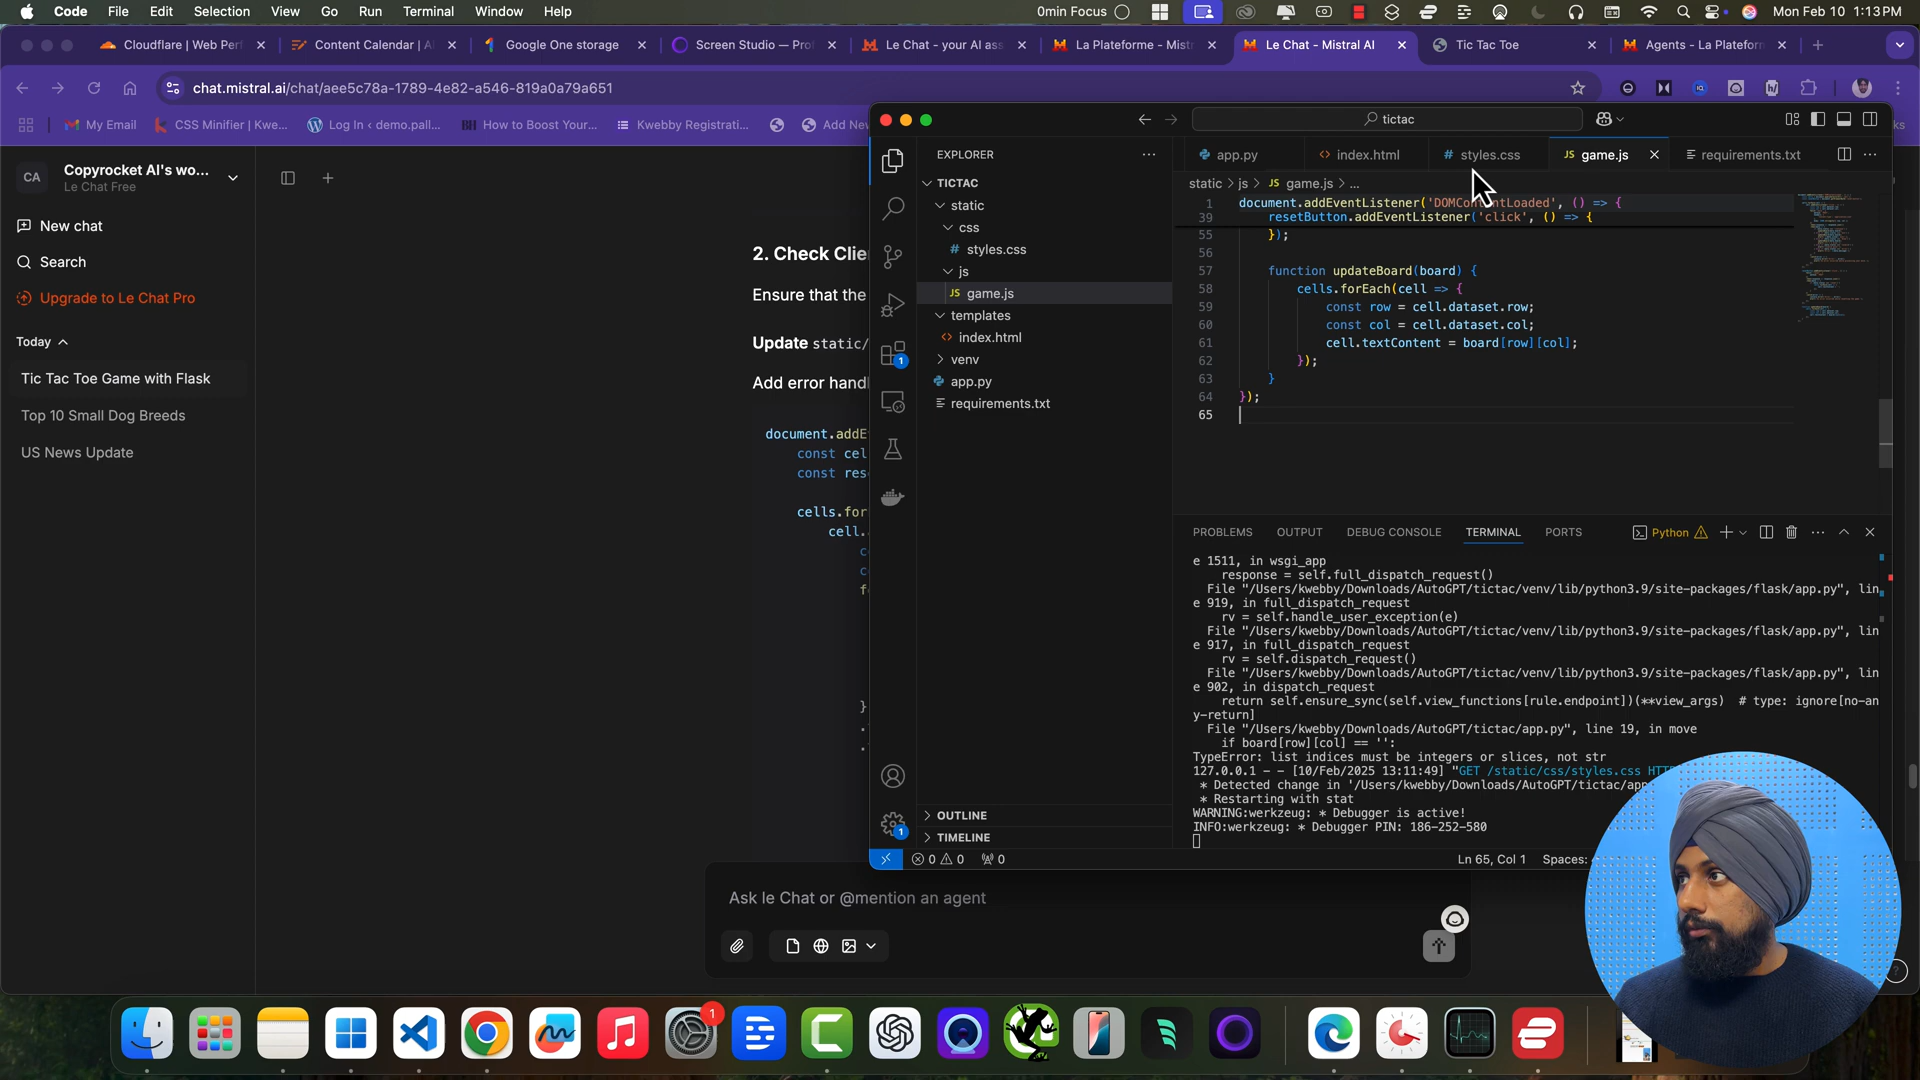 Code File Edit Selection View Go Run Terminal Window Help
0min Focus
Mon Feb 10 1:13 PM
Cloudflare | Web Perf
Content Calendar | A
Google One storage
Screen Studio — Prof
Le Chat - your AI ass
La Plateforme - Mistr
Le Chat - Mistral AI
Tic Tac Toe
Agents - La Plateform
chat.mistral.ai/chat/aee5c78a-1789-4e82-a546-819a0a79a651
My Email
CSS Minifier | Kwe...
Log In ‹ demo.pall...
How to Boost Your...
Kwebby Registrati...
Add Nev
ks
CA
Copyrocket AI's wo...
Le Chat Free
New chat
Search
Upgrade to Le Chat Pro
Today
Tic Tac Toe Game with Flask
Top 10 Small Dog Breeds
US News Update
2. Check Clie
Ensure that the
Update static/
Add error handl
document.addE
const cel
const res
cells.for
cell.
c
c
f
}
.
.
Ask le Chat or @mention an agent
tictac
EXPLORER
TICTAC
static
css
# styles.css
js
JS game.js
templates
<> index.html
venv
app.py
requirements.txt
OUTLINE
TIMELINE
1
1
app.py
<> index.html
# styles.css
JS game.js
requirements.txt
static > js > JS game.js > ...
1 document.addEventListener('DOMContentLoaded', () => {
39 resetButton.addEventListener('click', () => {
55 });
56
57 function updateBoard(board) {
58 cells.forEach(cell => {
59 const row = cell.dataset.row;
60 const col = cell.dataset.col;
61 cell.textContent = board[row][col];
62 });
63 }
64 });
65
PROBLEMS OUTPUT DEBUG CONSOLE TERMINAL PORTS
Python
e 1511, in wsgi_app
response = self.full_dispatch_request()
File "/Users/kwebby/Downloads/AutoGPT/tictac/venv/lib/python3.9/site-packages/flask/app.py", lin
e 919, in full_dispatch_request
rv = self.handle_user_exception(e)
File "/Users/kwebby/Downloads/AutoGPT/tictac/venv/lib/python3.9/site-packages/flask/app.py", lin
e 917, in full_dispatch_request
rv = self.dispatch_request()
File "/Users/kwebby/Downloads/AutoGPT/tictac/venv/lib/python3.9/site-packages/flask/app.py", lin
e 902, in dispatch_request
return self.ensure_sync(self.view_functions[rule.endpoint])(**view_args) # type: ignore[no-an
y-return]
File "/Users/kwebby/Downloads/AutoGPT/tictac/app.py", line 19, in move
if board[row][col] == '':
TypeError: list indices must be integers or slices, not str
127.0.0.1 - - [10/Feb/2025 13:11:49] "GET /static/css/styles.css HTT
* Detected change in '/Users/kwebby/Downloads/AutoGPT/tictac/app
* Restarting with stat
WARNING:werkzeug: * Debugger is active!
INFO:werkzeug: * Debugger PIN: 186-252-580
0 0 0
Ln 65, Col 1
Spaces:
1